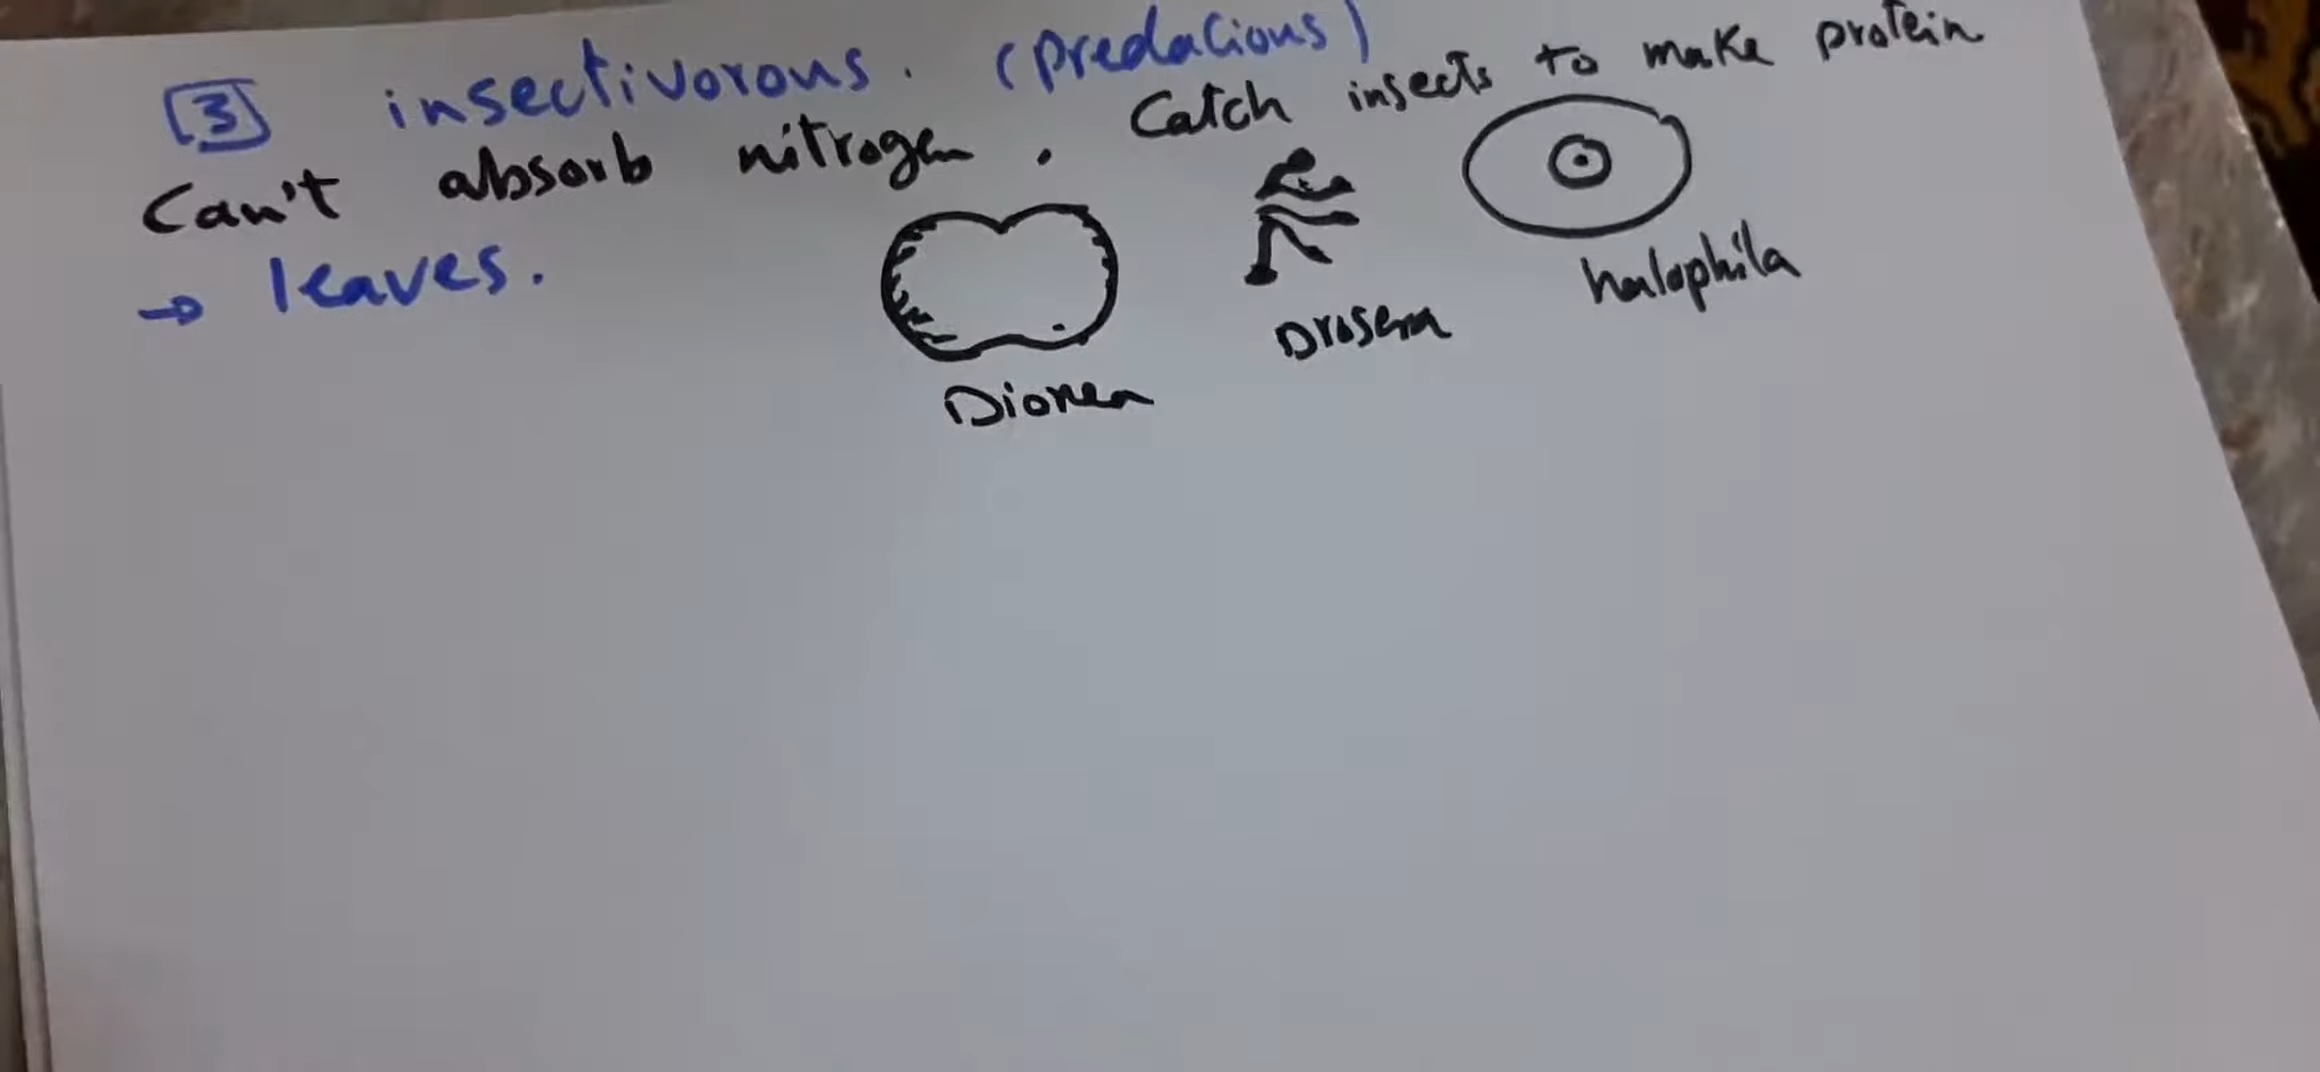 3 insectivorous. (predacious)
Can't absorb nitrogen. Catch insects to make protein
→ leaves.
Dionea
Drosera
halophila